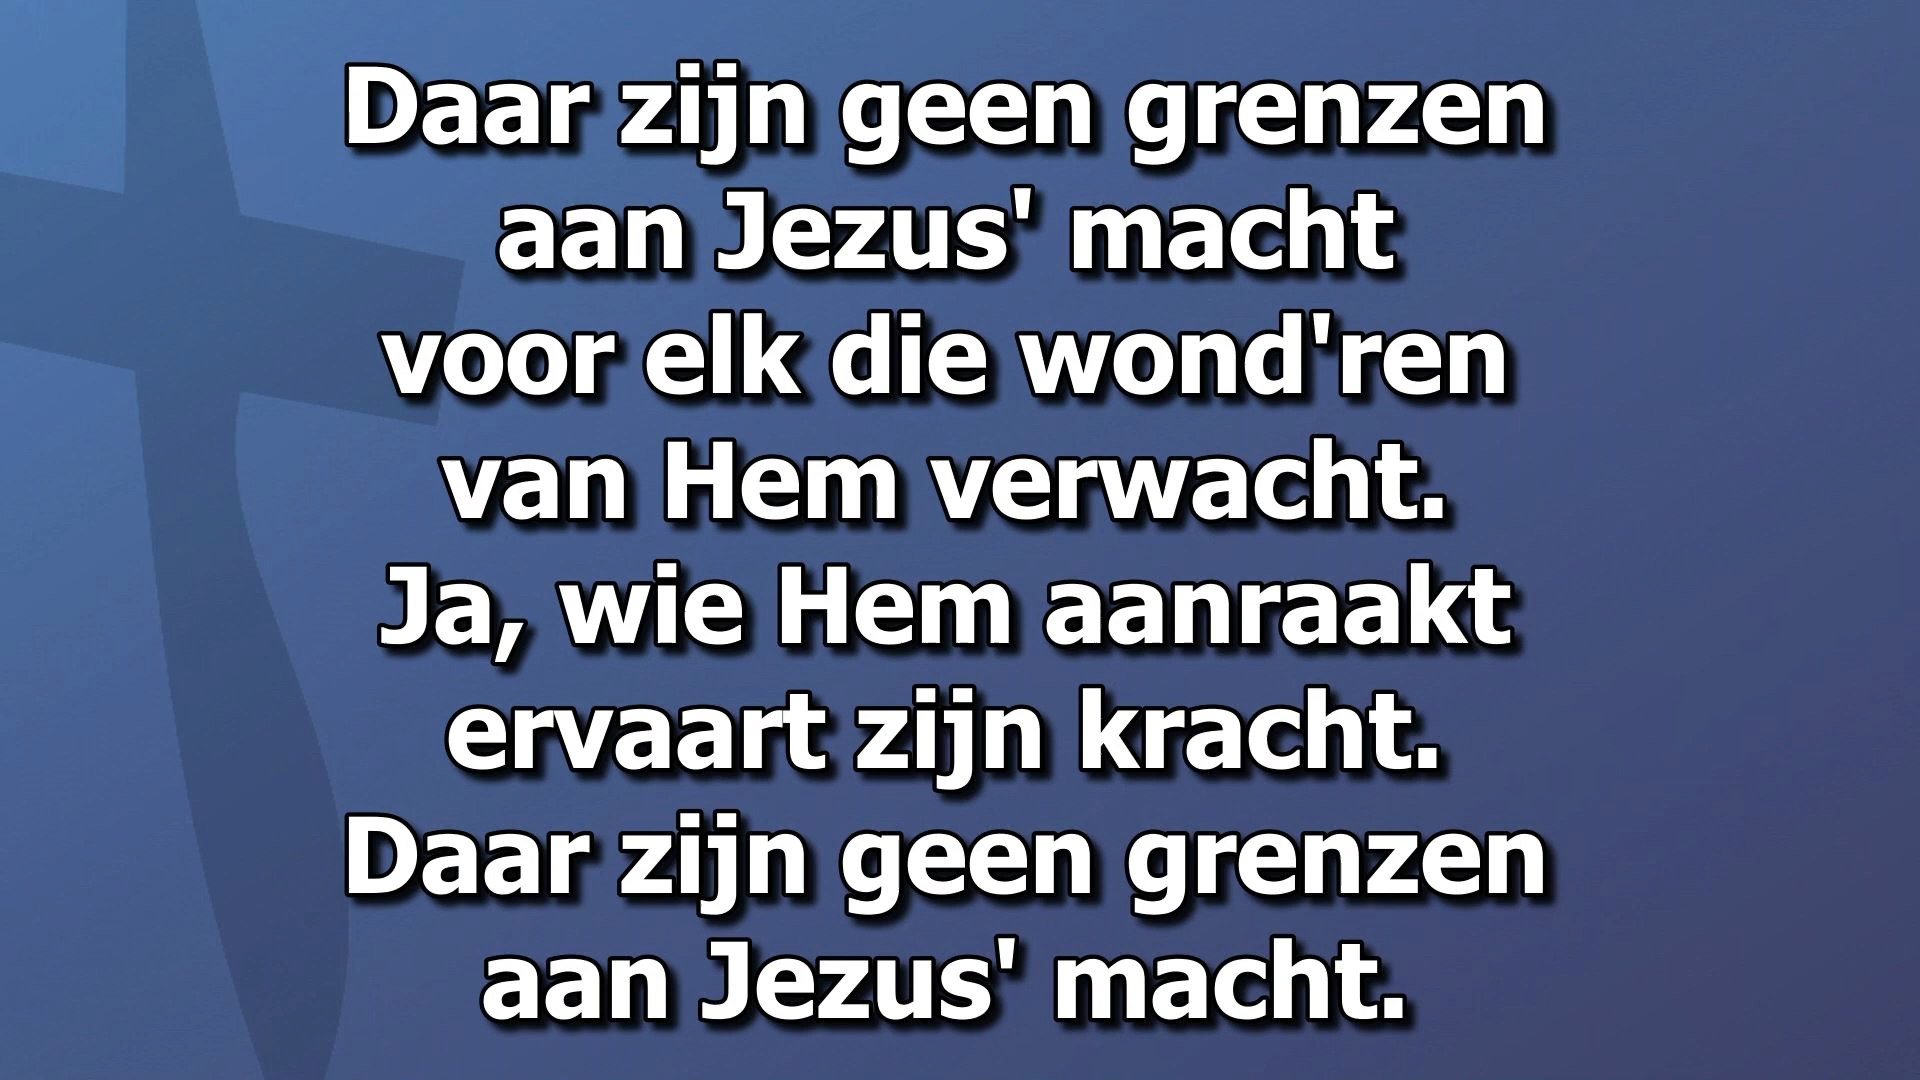 Daar zijn geen grenzen
aan Jezus' macht
voor elk die wond'ren
van Hem verwacht.
Ja, wie Hem aanraakt
ervaart zijn kracht.
Daar zijn geen grenzen
aan Jezus' macht.